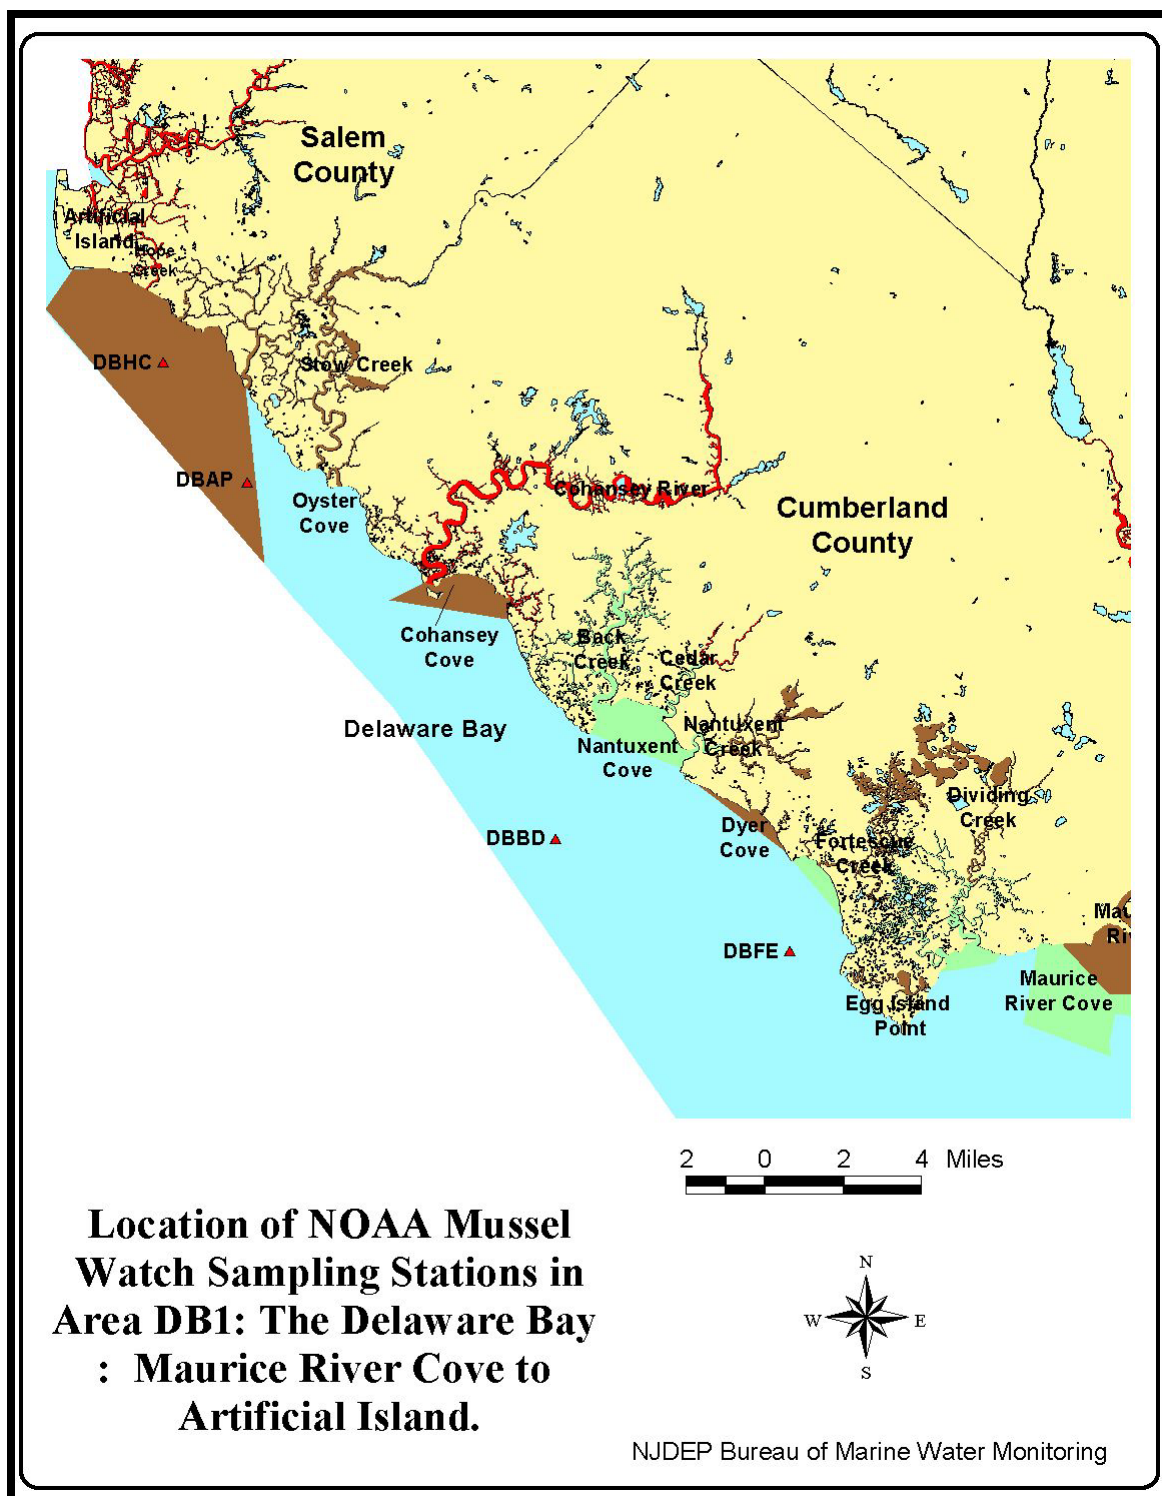 Salem
County
Artificial
Island
Hope
Creek
DBHC
Stow Creek
DBAP
Oyster
Cove
Cohansey River
Cumberland
County
Cohansey
Cove
Back
Creek
Cedar
Creek
Delaware Bay
Nantuxent
Creek
Nantuxent
Cove
Dividing
Creek
DBBD
Dyer
Cove
Fortescue
Creek
Mau
Riv
DBFE
Maurice
River Cove
Egg Island
Point
2 0 2 4 Miles
Location of NOAA Mussel
Watch Sampling Stations in
Area DB1: The Delaware Bay
: Maurice River Cove to
Artificial Island.
N
W E
S
NJDEP Bureau of Marine Water Monitoring